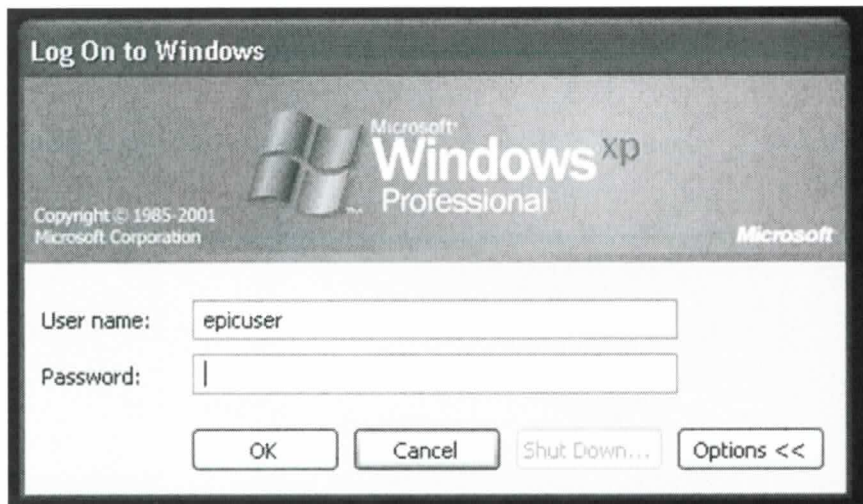 Log On to Windows
Microsoft®
Windows xp
Professional
Copyright © 1985-2001
Microsoft Corporation
Microsoft
User name: epicuser
Password:
OK Cancel Shut Down... Options <<